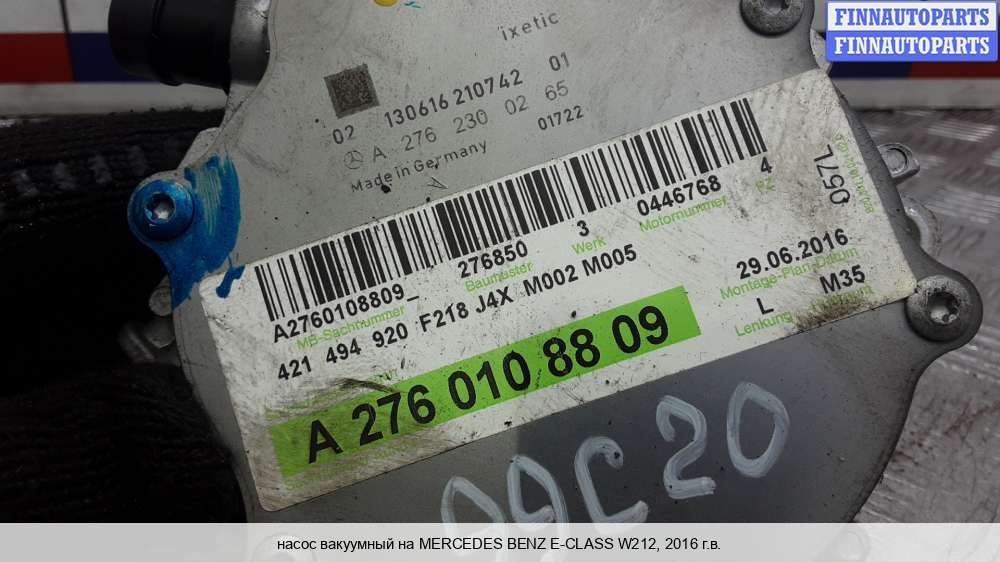 FINNAUTOPARTS
FINNAUTOPARTS
ixetic
02 130616210742 01
A 276 230 02 65
Made in Germany 01722
A2760108809_ 276850 3 0446768 4
MB-Sachnummer Baumuster Werk Motornummer PZ
057L
421 494 920 F218 J4X M002 M005
29.06.2016
Montage-Plan-Datum
L M35
Lenkung
A 276 010 88 09
09C20
насос вакуумный на MERCEDES BENZ E-CLASS W212, 2016 г.в.